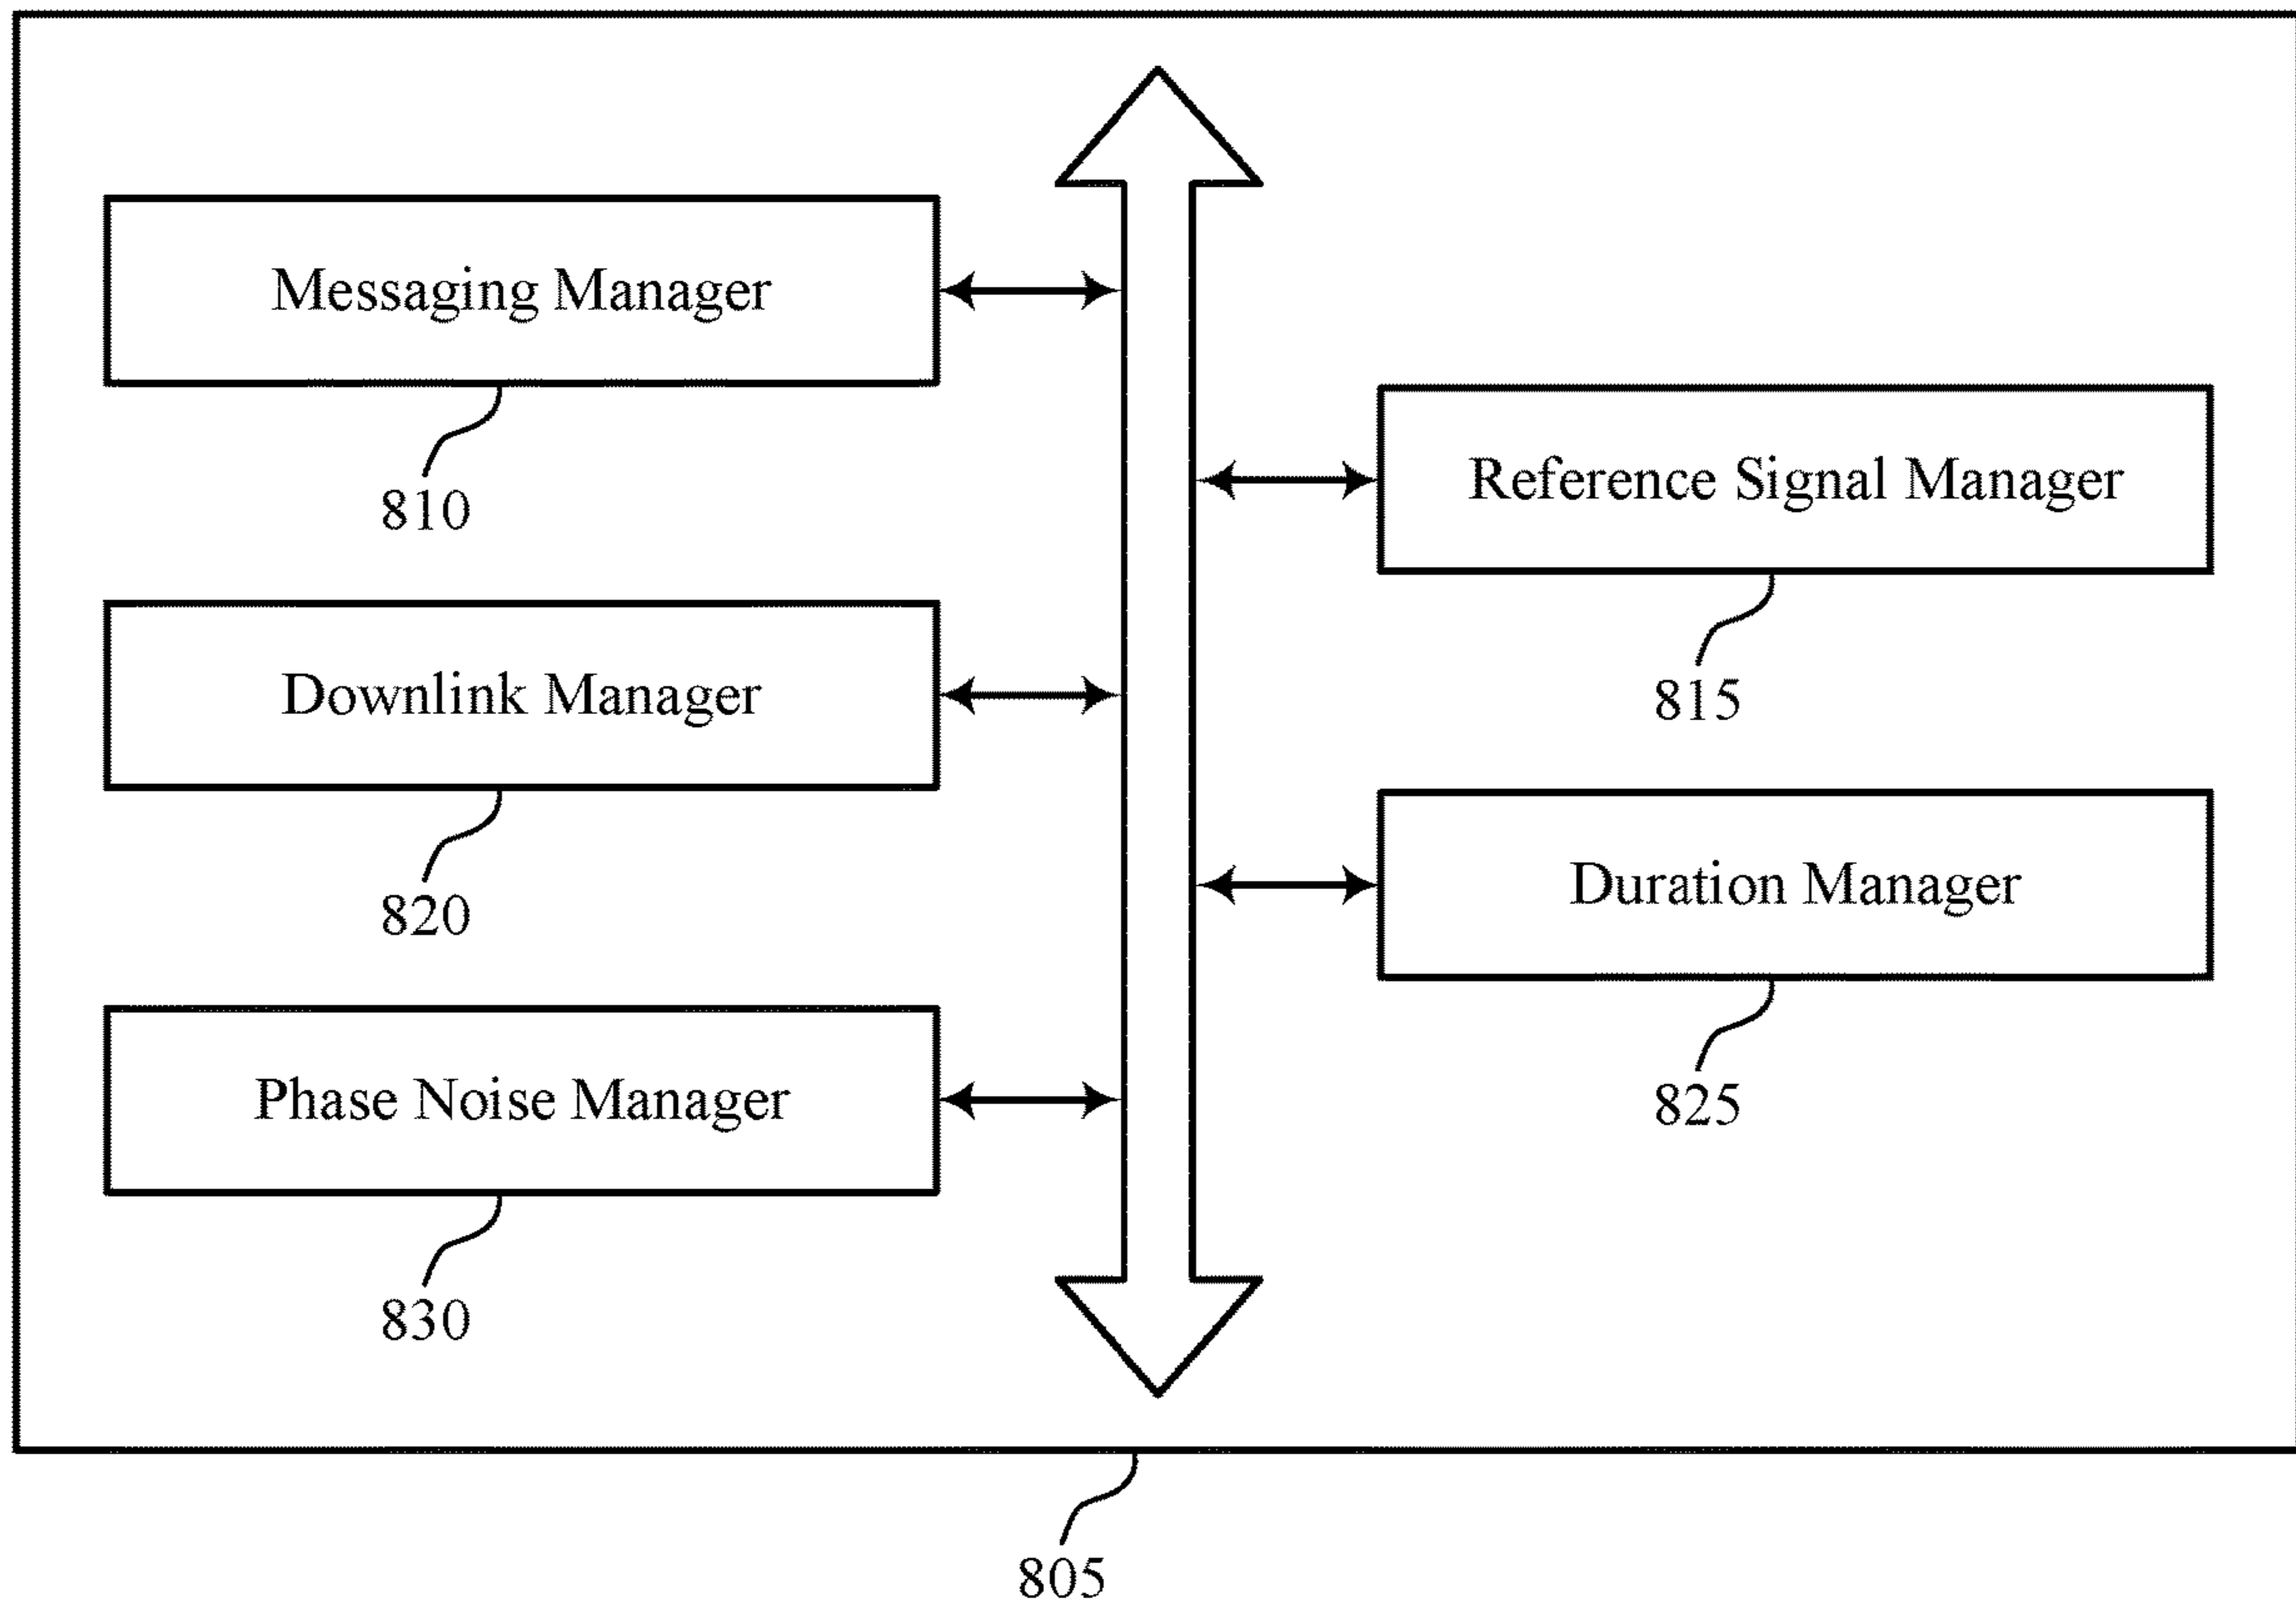 Messaging Manager
810
Reference Signal Manager
815
Downlink Manager
820
Duration Manager
825
Phase Noise Manager
830
805